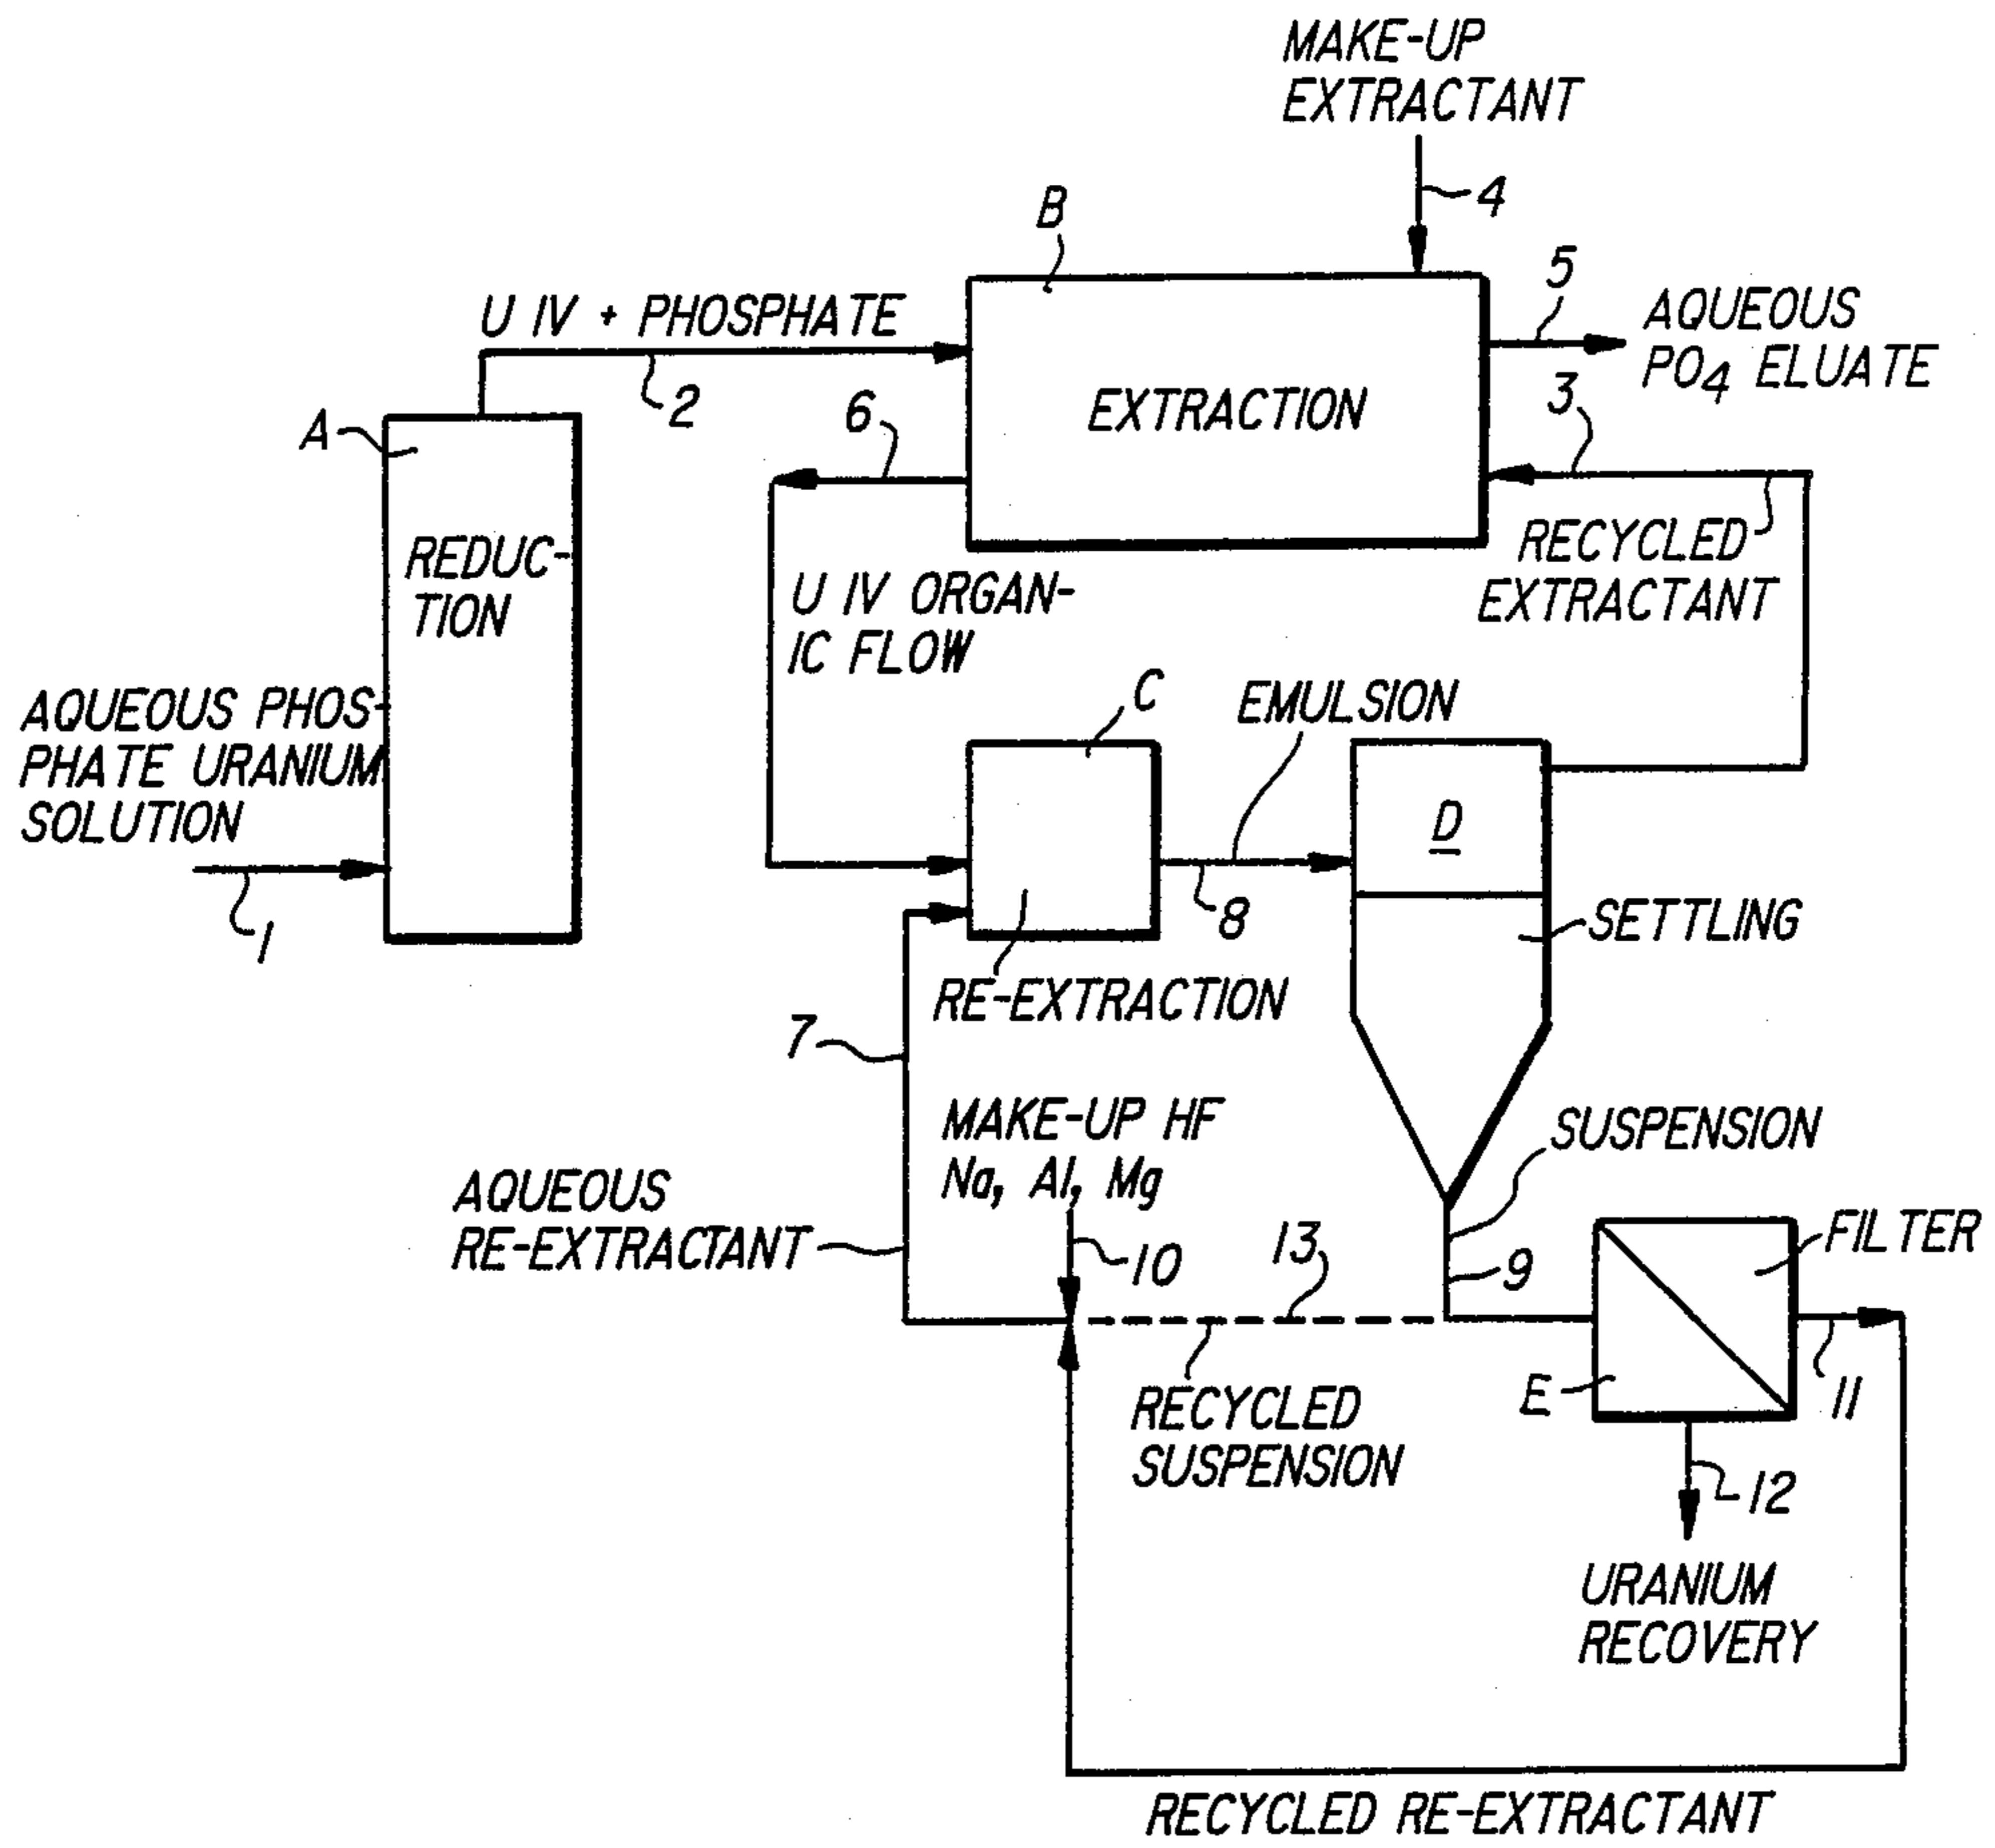 MAKE-UP
EXTRACTANT
4
B
5
U IV + PHOSPHATE
AQUEOUS
PO4 ELUATE
2
6
EXTRACTION
3
A
REDUC-
TION
RECYCLED
EXTRACTANT
U IV ORGAN-
IC FLOW
AQUEOUS PHOS-
PHATE URANIUM
SOLUTION
1
C
EMULSION
D
8
SETTLING
RE-EXTRACTION
7
MAKE-UP HF
Na, Al, Mg
SUSPENSION
AQUEOUS
RE-EXTRACTANT
10
13
9
FILTER
E
11
RECYCLED
SUSPENSION
12
URANIUM
RECOVERY
RECYCLED RE-EXTRACTANT